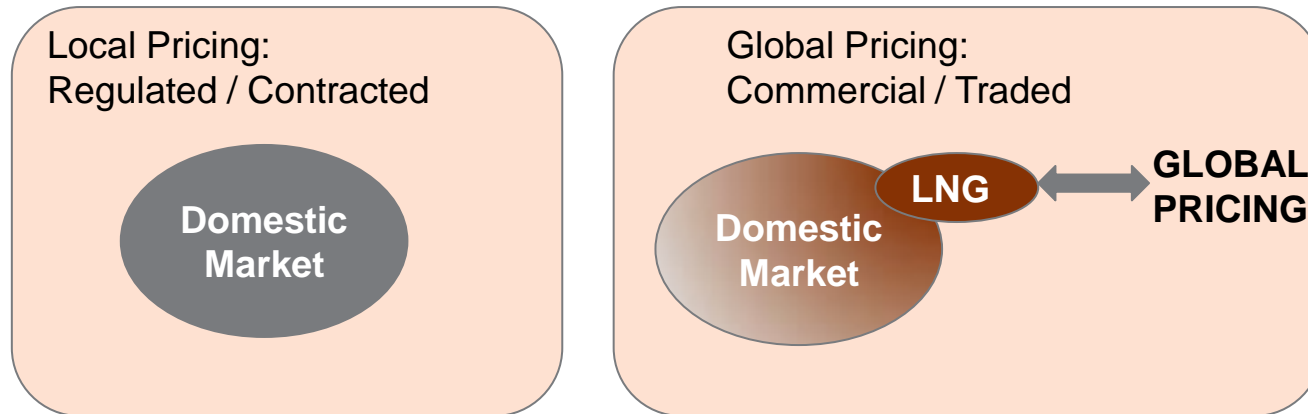 Local Pricing:
Regulated / Contracted
Domestic
Market
Global Pricing:
Commercial / Traded
Domestic
Market
LNG
GLOBAL
PRICING